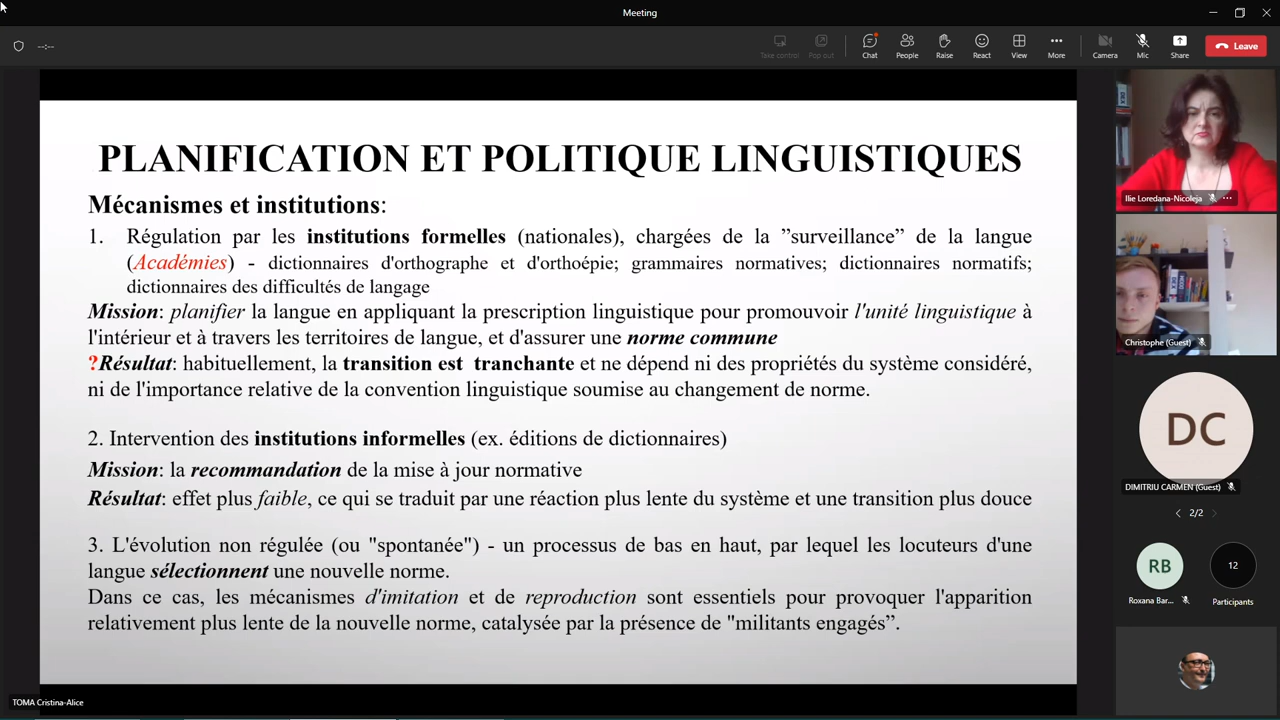 Meeting
--:--
Take control
Pop out
Chat
People
Raise
React
View
More
Camera
Mic
Share
Leave
PLANIFICATION ET POLITIQUE LINGUISTIQUES
Mécanismes et institutions:
1. Régulation par les institutions formelles (nationales), chargées de la ”surveillance” de la langue
(Académies) - dictionnaires d'orthographe et d'orthoépie; grammaires normatives; dictionnaires normatifs;
dictionnaires des difficultés de langage
Mission: planifier la langue en appliquant la prescription linguistique pour promouvoir l'unité linguistique à
l'intérieur et à travers les territoires de langue, et d'assurer une norme commune
?Résultat: habituellement, la transition est tranchante et ne dépend ni des propriétés du système considéré,
ni de l'importance relative de la convention linguistique soumise au changement de norme.
2. Intervention des institutions informelles (ex. éditions de dictionnaires)
Mission: la recommandation de la mise à jour normative
Résultat: effet plus faible, ce qui se traduit par une réaction plus lente du système et une transition plus douce
3. L'évolution non régulée (ou "spontanée") - un processus de bas en haut, par lequel les locuteurs d'une
langue sélectionnent une nouvelle norme.
Dans ce cas, les mécanismes d'imitation et de reproduction sont essentiels pour provoquer l'apparition
relativement plus lente de la nouvelle norme, catalysée par la présence de "militants engagés”.
TOMA Cristina-Alice
Ilie Loredana-Nicoleja
Christophe (Guest)
DC
DIMITRIU CARMEN (Guest)
2/2
RB
12
Roxana Bar...
Participants